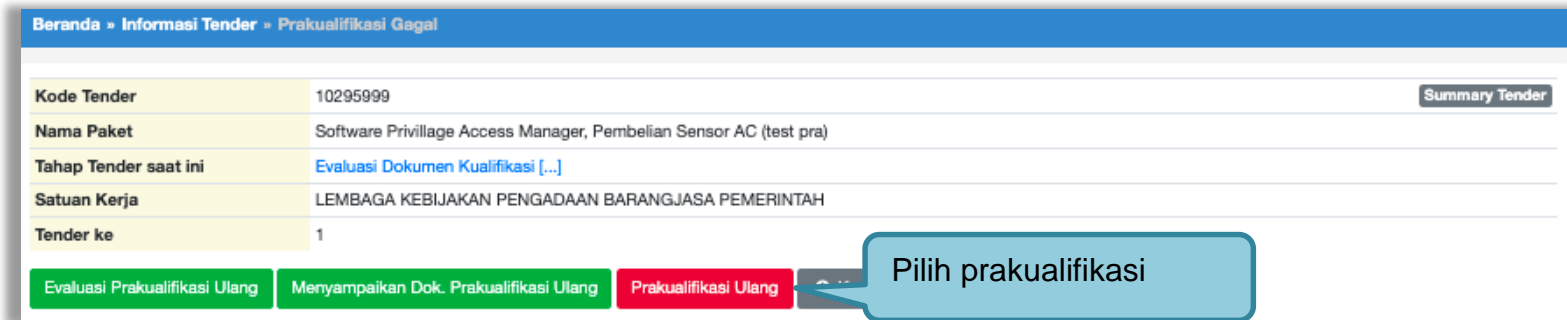 Beranda » Informasi Tender » Prakualifikasi Gagal
Kode Tender 10295999 Summary Tender
Nama Paket Software Privillage Access Manager, Pembelian Sensor AC (test pra)
Tahap Tender saat ini Evaluasi Dokumen Kualifikasi [...]
Satuan Kerja LEMBAGA KEBIJAKAN PENGADAAN BARANGJASA PEMERINTAH
Tender ke 1
Evaluasi Prakualifikasi Ulang Menyampaikan Dok. Prakualifikasi Ulang Prakualifikasi Ulang
Pilih prakualifikasi